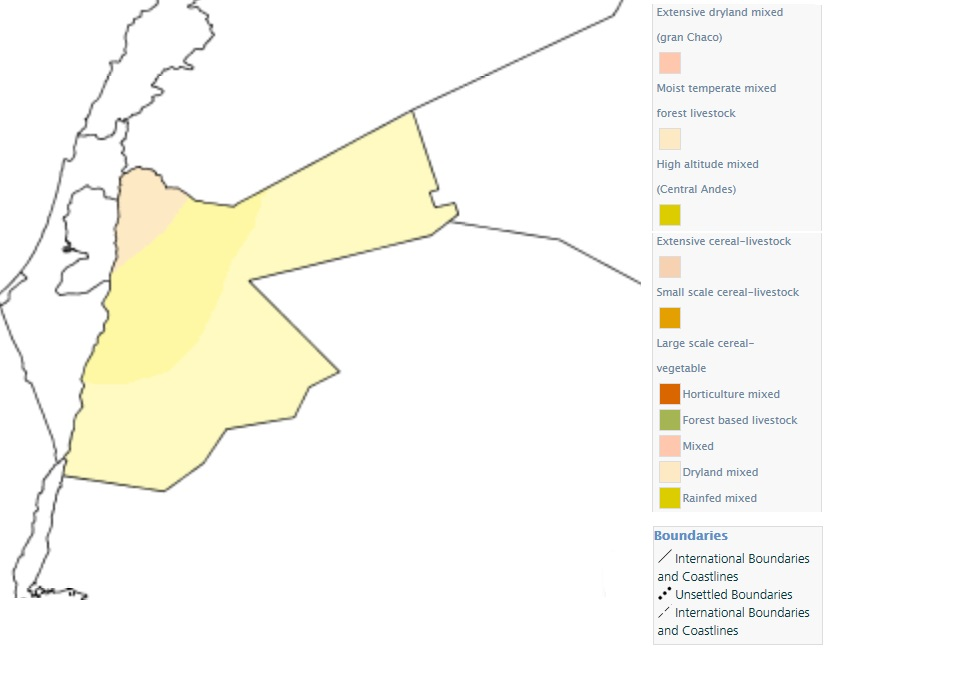 Extensive dryland mixed
(gran Chaco)
Moist temperate mixed
forest livestock
High altitude mixed
(Central Andes)
Extensive cereal-livestock
Small scale cereal-livestock
Large scale cereal-
vegetable
Horticulture mixed
Forest based livestock
Mixed
Dryland mixed
Rainfed mixed
Boundaries
International Boundaries
and Coastlines
Unsettled Boundaries
International Boundaries
and Coastlines